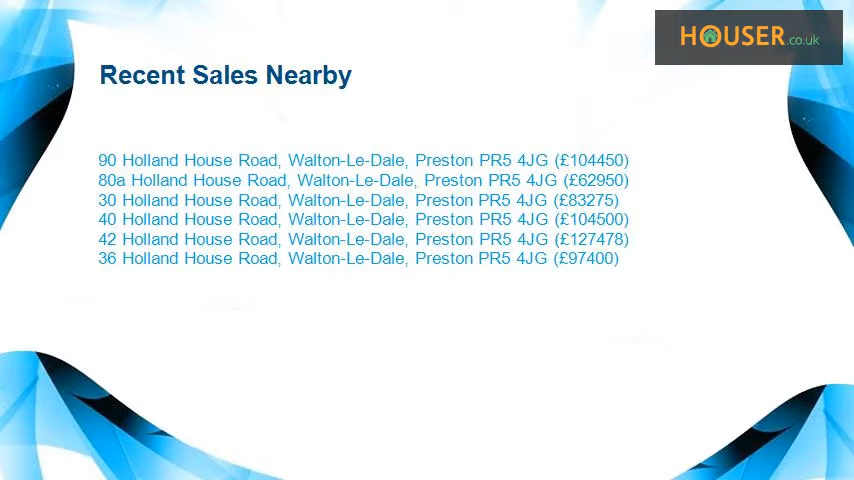 HOUSER.co.uk
Recent Sales Nearby
90 Holland House Road, Walton-Le-Dale, Preston PR5 4JG (£104450)
80a Holland House Road, Walton-Le-Dale, Preston PR5 4JG (£62950)
30 Holland House Road, Walton-Le-Dale, Preston PR5 4JG (£83275)
40 Holland House Road, Walton-Le-Dale, Preston PR5 4JG (£104500)
42 Holland House Road, Walton-Le-Dale, Preston PR5 4JG (£127478)
36 Holland House Road, Walton-Le-Dale, Preston PR5 4JG (£97400)